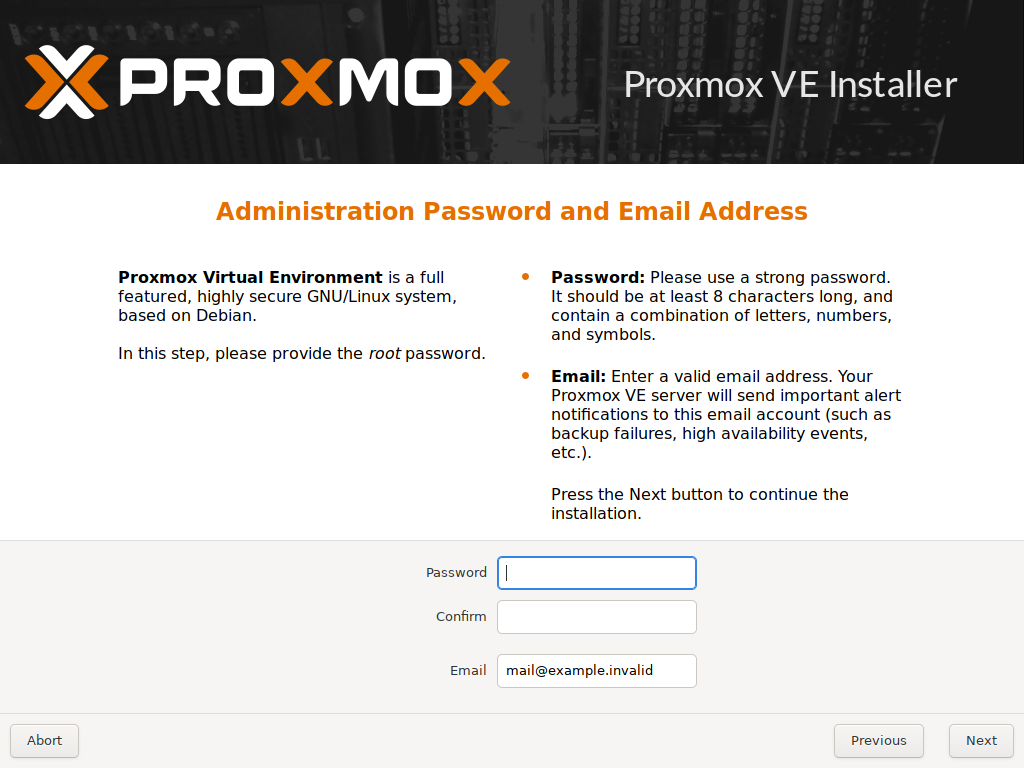 PROXMOX
Proxmox VE Installer
Administration Password and Email Address
Proxmox Virtual Environment is a full
featured, highly secure GNU/Linux system,
based on Debian.
In this step, please provide the root password.
Password: Please use a strong password.
It should be at least 8 characters long, and
contain a combination of letters, numbers,
and symbols.
Email: Enter a valid email address. Your
Proxmox VE server will send important alert
notifications to this email account (such as
backup failures, high availability events,
etc.).
Press the Next button to continue the
installation.
Password
Confirm
Email
mail@example.invalid
Abort
Previous
Next